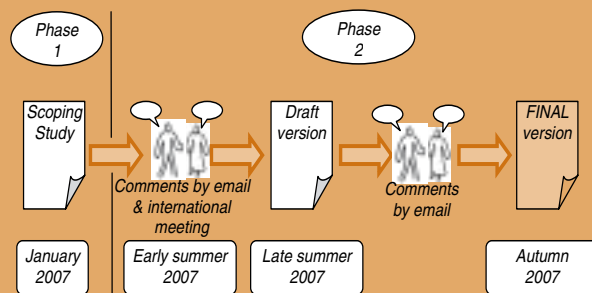 Phase
1
Phase
2
Scoping
Study
Comments by email
& international
meeting
Draft
version
Comments
by email
FINAL
version
January
2007
Early summer
2007
Late summer
2007
Autumn
2007